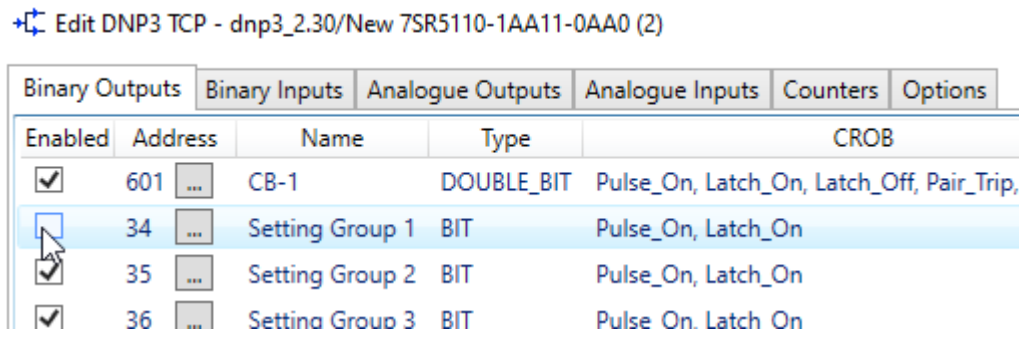 Edit DNP3 TCP - dnp3_2.30/New 7SR5110-1AA11-0AA0 (2)
Binary Outputs Binary Inputs Analogue Outputs Analogue Inputs Counters Options
Enabled Address Name Type CROB
601 ... CB-1 DOUBLE_BIT Pulse_On, Latch_On, Latch_Off, Pair_Trip,
34 ... Setting Group 1 BIT Pulse_On, Latch_On
35 ... Setting Group 2 BIT Pulse_On, Latch_On
36 ... Setting Group 3 BIT Pulse_On, Latch_On